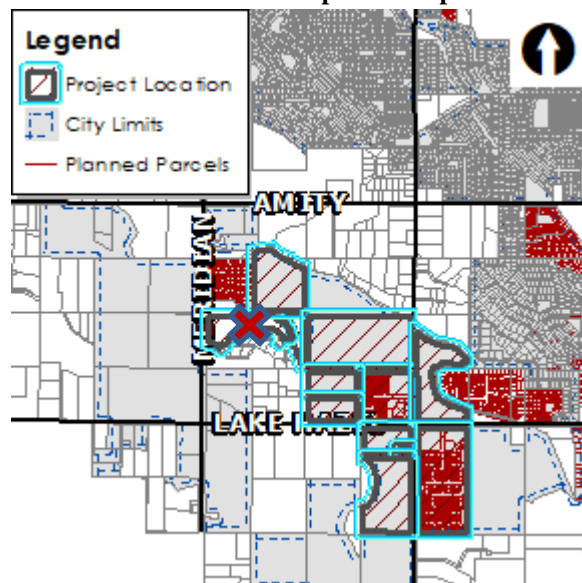 Legend
Project Location
City Limits
Planned Parcels
AMITY
MERIDIAN
LAKE HAZEL